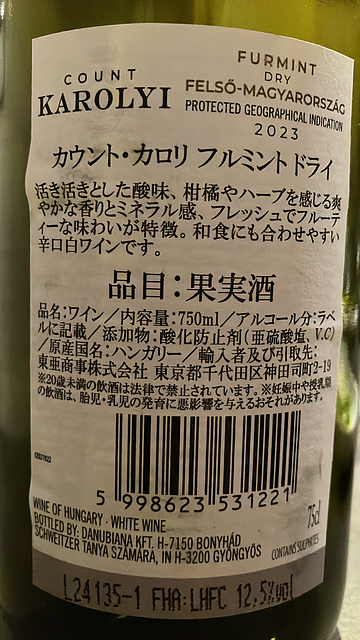 COUNT
KAROLYI
FURMINT
DRY
FELSŐ-MAGYARORSZÁG
PROTECTED GEOGRAPHICAL INDICATION
2023
カウント・カロリ フルミント ドライ
活き活きとした酸味、柑橘やハーブを感じる爽
やかな香りとミネラル感、フレッシュでフルーテ
ィーな味わいが特徴。和食にも合わせやすい
辛口白ワインです。
品目：果実酒
品名：ワイン／内容量：750ml／アルコール分：ラベ
ルに記載／添加物：酸化防止剤（亜硫酸塩、V.C）
／原産国名：ハンガリー／輸入者及び引取先：
東亜商事株式会社 東京都千代田区神田司町2-19
※20歳未満の飲酒は法律で禁止されています。※妊娠中や授乳期
の飲酒は、胎児・乳児の発育に悪影響を与えるおそれがあります。
5 998623 531221
WINE OF HUNGARY · WHITE WINE
BOTTLED BY: DANUBIANA KFT. H-7150 BONYHÁD
SCHWEITZER TANYA SZÁMÁRA, IN H-3200 GYÖNGYÖS
75cl
CONTAINS SULPHITES
L24135-1 FHA:LHFC 12.5%vol